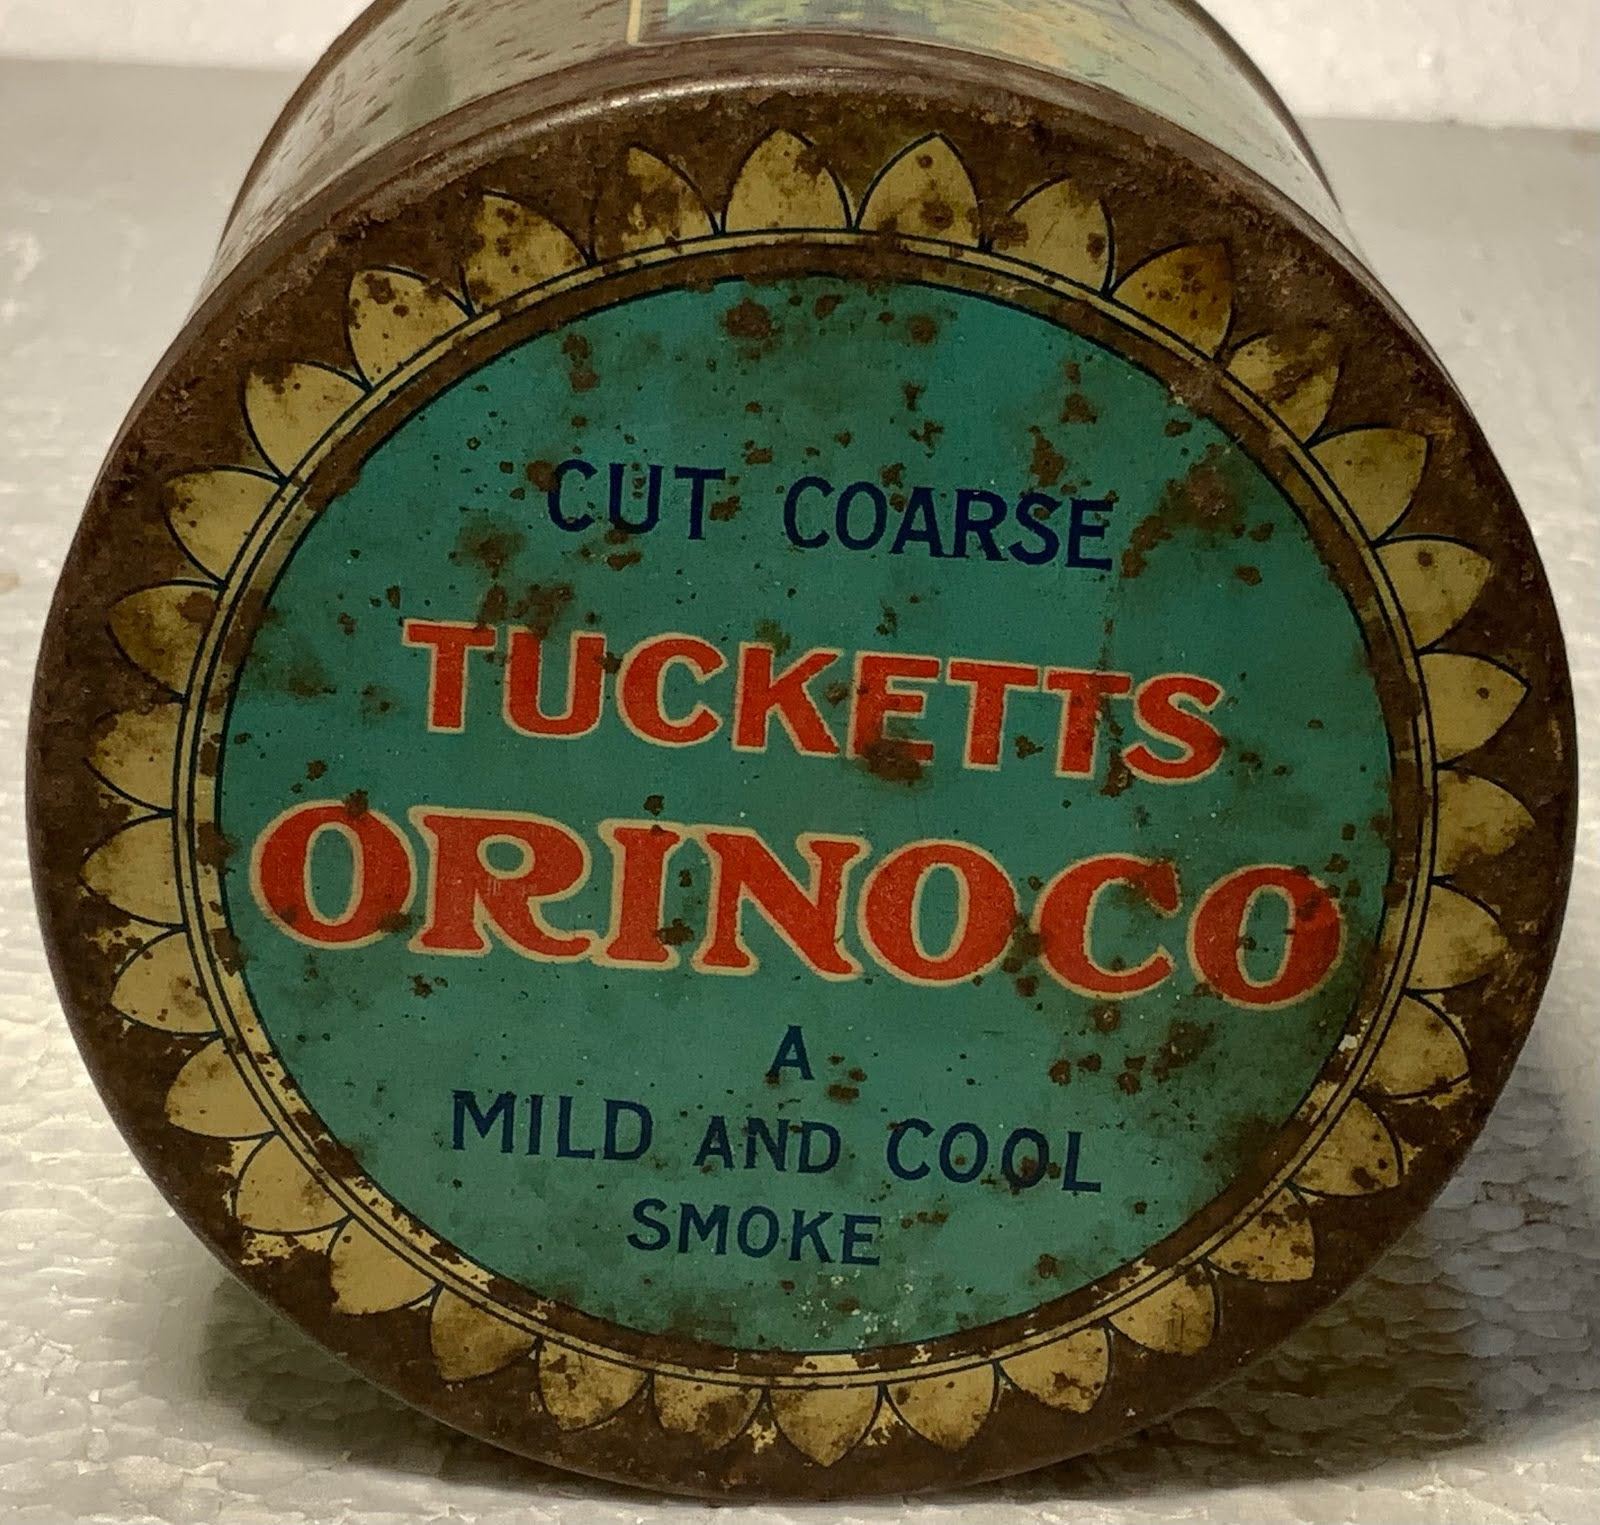 CUT COARSE
TUCKETTS
ORINOCO
A
MILD AND COOL
SMOKE